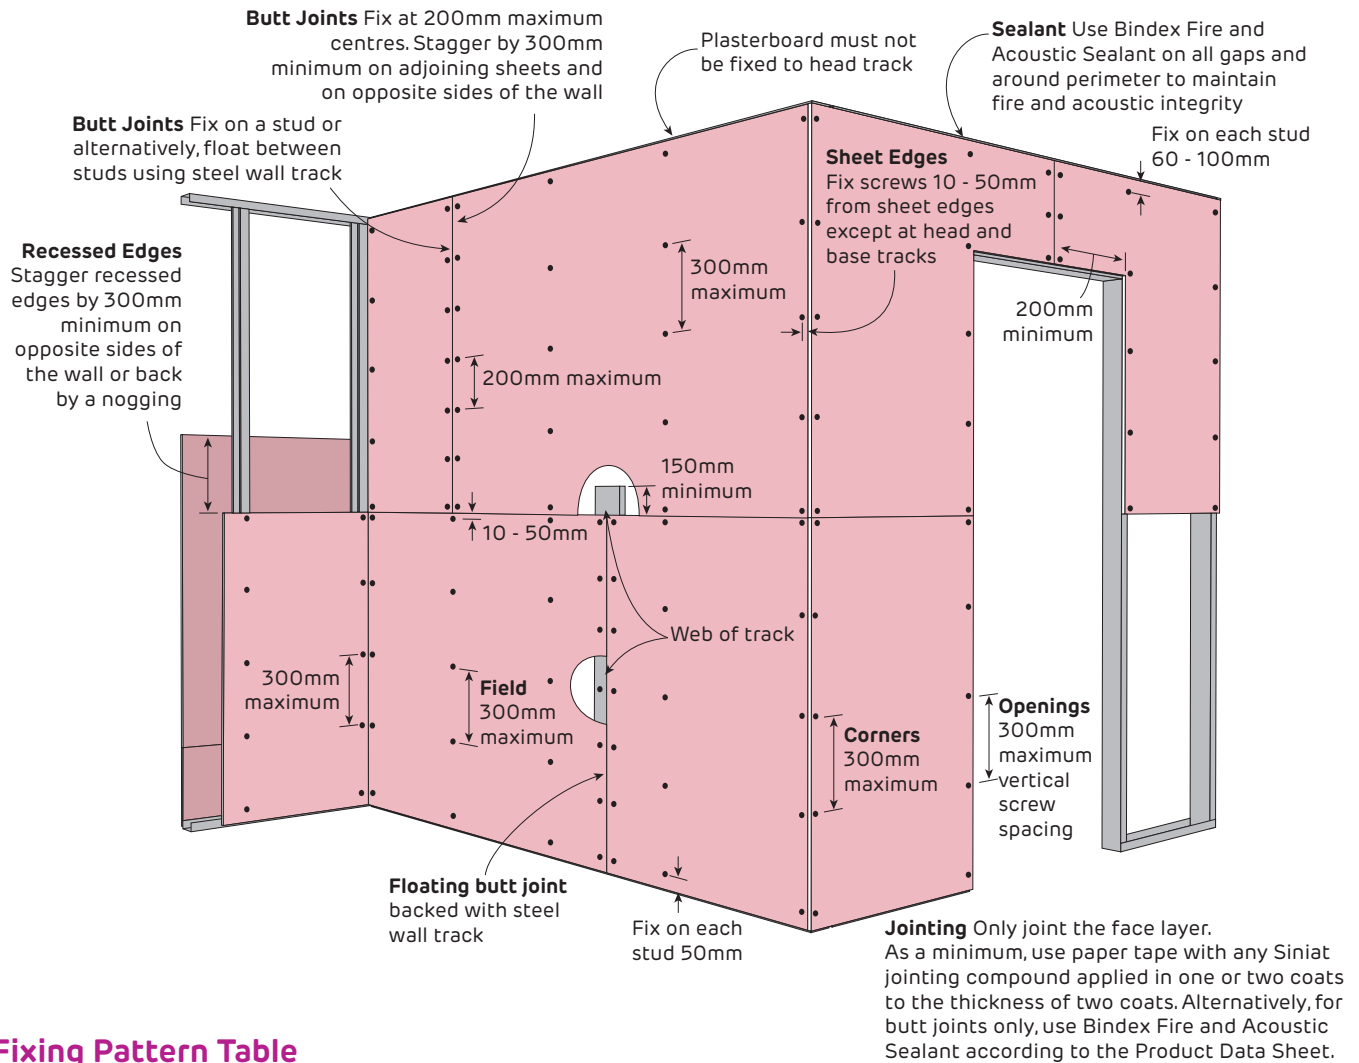 Butt Joints Fix at 200mm maximum
centres. Stagger by 300mm
minimum on adjoining sheets and
on opposite sides of the wall
Plasterboard must not
be fixed to head track
Sealant Use Bindex Fire and
Acoustic Sealant on all gaps and
around perimeter to maintain
fire and acoustic integrity
Butt Joints Fix on a stud or
alternatively, float between
studs using steel wall track
Fix on each stud
60 - 100mm
Sheet Edges
Fix screws 10 - 50mm
from sheet edges
except at head and
base tracks
Recessed Edges
Stagger recessed
edges by 300mm
minimum on
opposite sides of
the wall or back
by a nogging
300mm
maximum
200mm
minimum
200mm maximum
150mm
minimum
10 - 50mm
Web of track
300mm
maximum
Field
300mm
maximum
Corners
300mm
maximum
Openings
300mm
maximum
vertical
screw
spacing
Floating butt joint
backed with steel
wall track
Fix on each
stud 50mm
Jointing Only joint the face layer.
As a minimum, use paper tape with any Siniat
jointing compound applied in one or two coats
to the thickness of two coats. Alternatively, for
butt joints only, use Bindex Fire and Acoustic
Sealant according to the Product Data Sheet.
Fixing Pattern Table